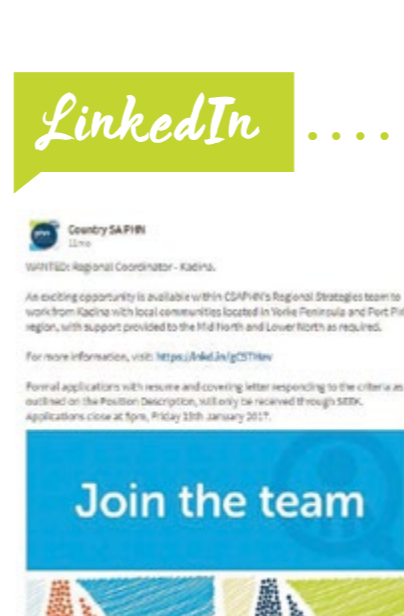 LinkedIn
phn
Country SA PHN
11mo
WANTED: Regional Coordinator - Kadina.
An exciting opportunity is available within CSAPHN's Regional Strategies team to
work from Kadina with local communities located in Yorke Peninsula and Port Pirie
region, with support provided to the Mid North and Lower North as required.
For more information, visit:
Formal applications with resume and covering letter responding to the criteria as
outlined on the Position Description, will only be received through SEEK.
Applications close at 5pm, Friday 13th January 2017.
Join the team